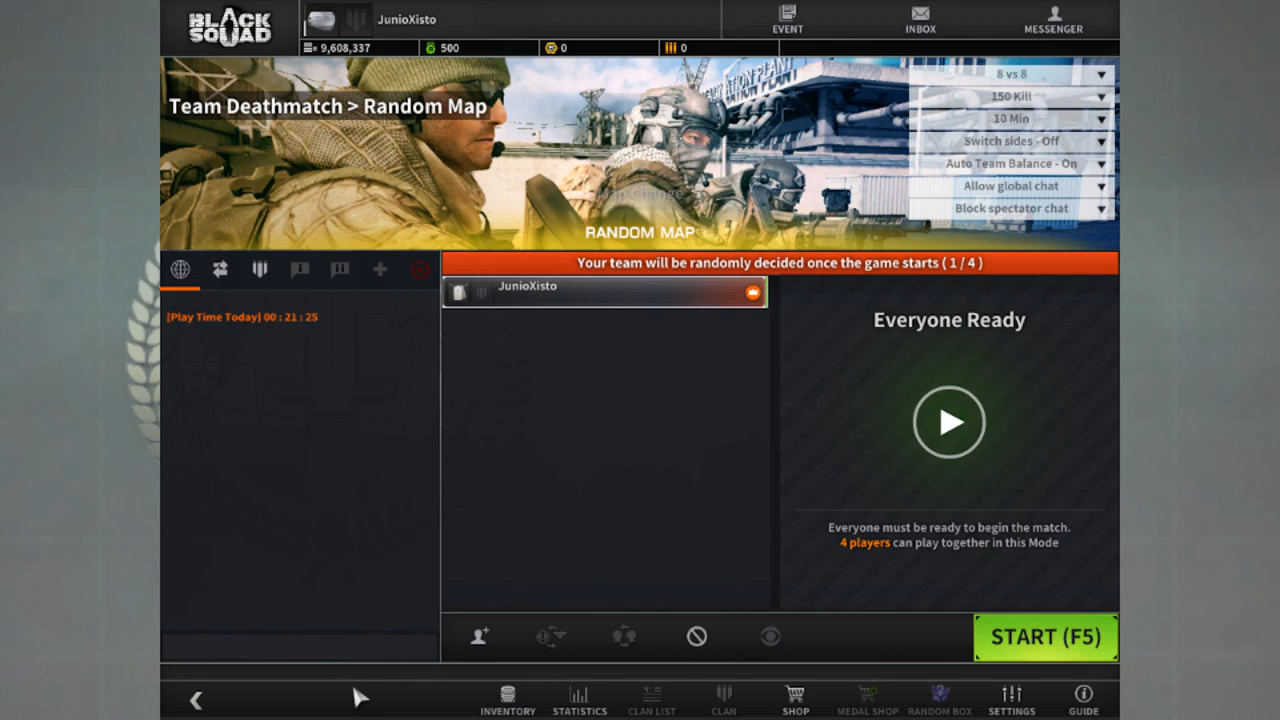 BLACK
SQUAD
JunioXisto
9,608,337
500
0
0
EVENT
INBOX
MESSENGER
Team Deathmatch > Random Map
8 vs 8
150 Kill
10 Min
Switch sides - Off
Auto Team Balance - On
Allow global chat
Block spectator chat
Map Change
RANDOM MAP
Your team will be randomly decided once the game starts ( 1 / 4 )
[Play Time Today] 00 : 21 : 25
JunioXisto
Everyone Ready
Everyone must be ready to begin the match.
4 players can play together in this Mode
START (F5)
INVENTORY
STATISTICS
CLAN LIST
CLAN
SHOP
MEDAL SHOP
RANDOM BOX
SETTINGS
GUIDE